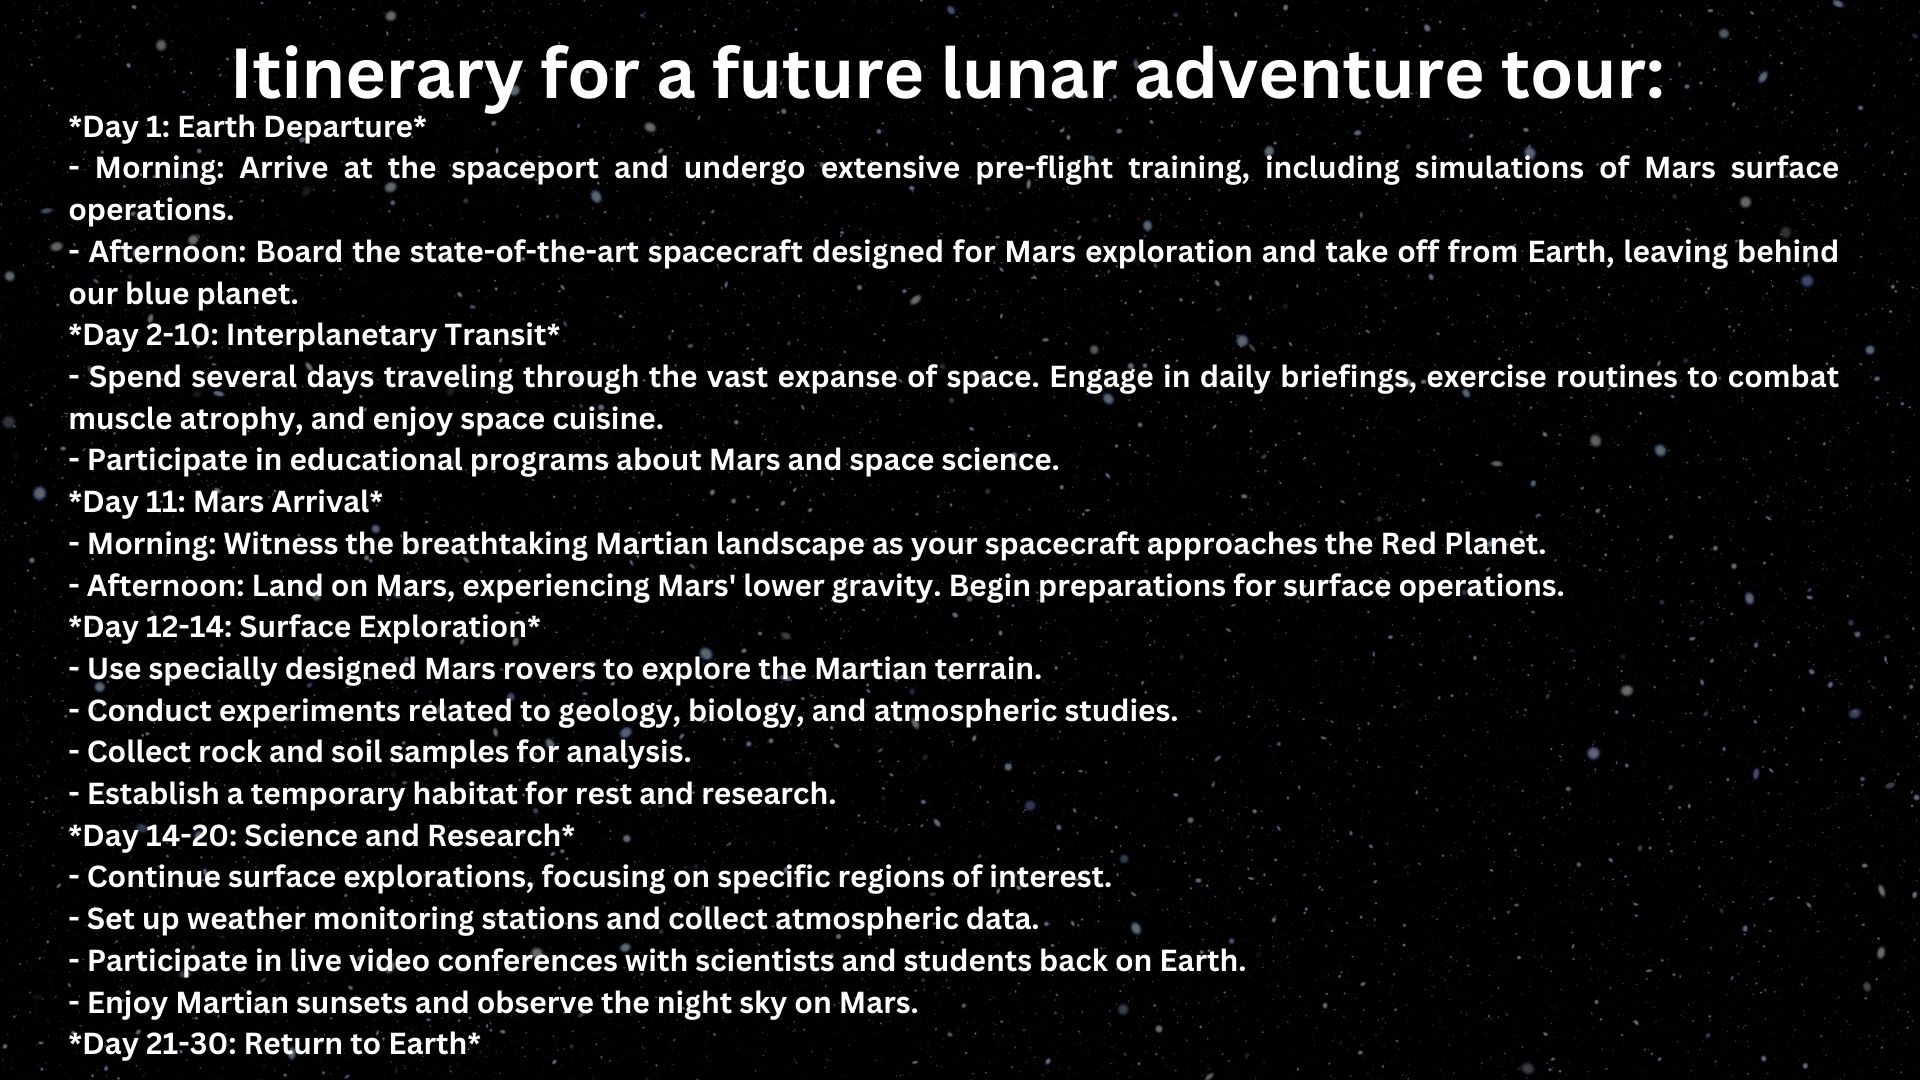 Itinerary for a future lunar adventure tour:
*Day 1: Earth Departure*
- Morning: Arrive at the spaceport and undergo extensive pre-flight training, including simulations of Mars surface
operations.
- Afternoon: Board the state-of-the-art spacecraft designed for Mars exploration and take off from Earth, leaving behind
our blue planet.
*Day 2-10: Interplanetary Transit*
- Spend several days traveling through the vast expanse of space. Engage in daily briefings, exercise routines to combat
muscle atrophy, and enjoy space cuisine.
- Participate in educational programs about Mars and space science.
*Day 11: Mars Arrival*
- Morning: Witness the breathtaking Martian landscape as your spacecraft approaches the Red Planet.
- Afternoon: Land on Mars, experiencing Mars' lower gravity. Begin preparations for surface operations.
*Day 12-14: Surface Exploration*
- Use specially designed Mars rovers to explore the Martian terrain.
- Conduct experiments related to geology, biology, and atmospheric studies.
- Collect rock and soil samples for analysis.
- Establish a temporary habitat for rest and research.
*Day 14-20: Science and Research*
- Continue surface explorations, focusing on specific regions of interest.
- Set up weather monitoring stations and collect atmospheric data.
- Participate in live video conferences with scientists and students back on Earth.
- Enjoy Martian sunsets and observe the night sky on Mars.
*Day 21-30: Return to Earth*